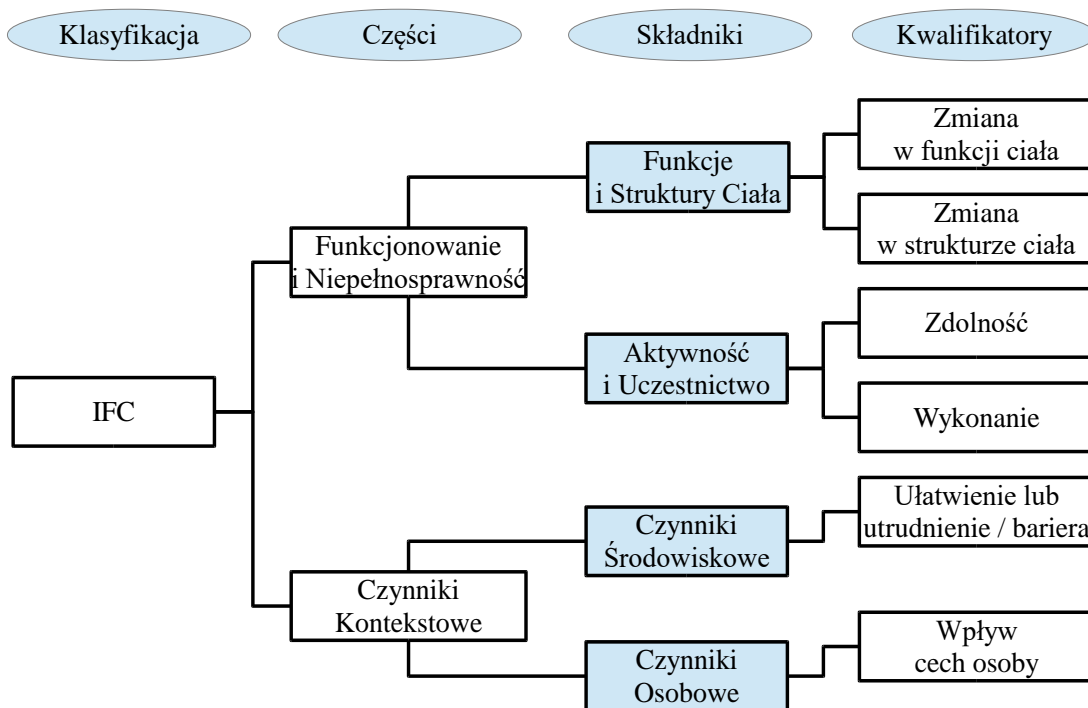 Klasyfikacja
Części
Składniki
Kwalifikatory
Zmiana
w funkcji ciała
Funkcje
i Struktury Ciała
Zmiana
w strukturze ciała
Funkcjonowanie
i Niepełnosprawność
Zdolność
Aktywność
i Uczestnictwo
IFC
Wykonanie
Ułatwienie lub
utrudnienie / bariera
Czynniki
Środowiskowe
Czynniki
Kontekstowe
Wpływ
cech osoby
Czynniki
Osobowe